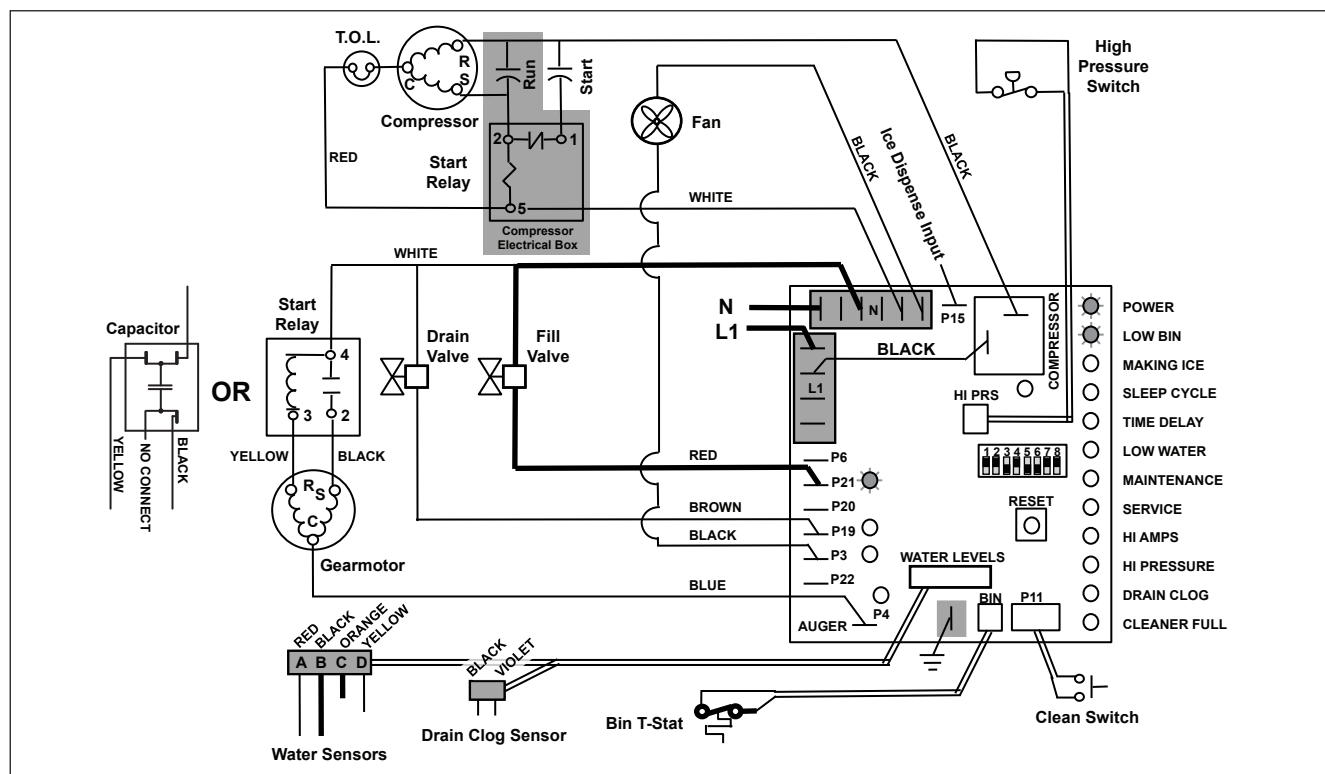 T.O.L.
R
S
C
Compressor
Run
Start
High
Pressure
Switch
Fan
RED
2
1
Start
Relay
5
Compressor
Electrical Box
WHITE
BLACK
Ice Dispense Input
BLACK
WHITE
Capacitor
YELLOW
NO CONNECT
BLACK
OR
Start
Relay
4
3
2
YELLOW
BLACK
R
S
C
Gearmotor
Drain
Valve
Fill
Valve
N
L1
N
P15
COMPRESSOR
BLACK
L1
HI PRS
1 2 3 4 5 6 7 8
RESET
RED
BROWN
BLACK
BLUE
P6
P21
P20
P19
P3
P22
P4
AUGER
WATER LEVELS
BIN
P11
POWER
LOW BIN
MAKING ICE
SLEEP CYCLE
TIME DELAY
LOW WATER
MAINTENANCE
SERVICE
HI AMPS
HI PRESSURE
DRAIN CLOG
CLEANER FULL
RED
BLACK
ORANGE
YELLOW
A B C D
Water Sensors
BLACK
VIOLET
Drain Clog Sensor
Bin T-Stat
Clean Switch